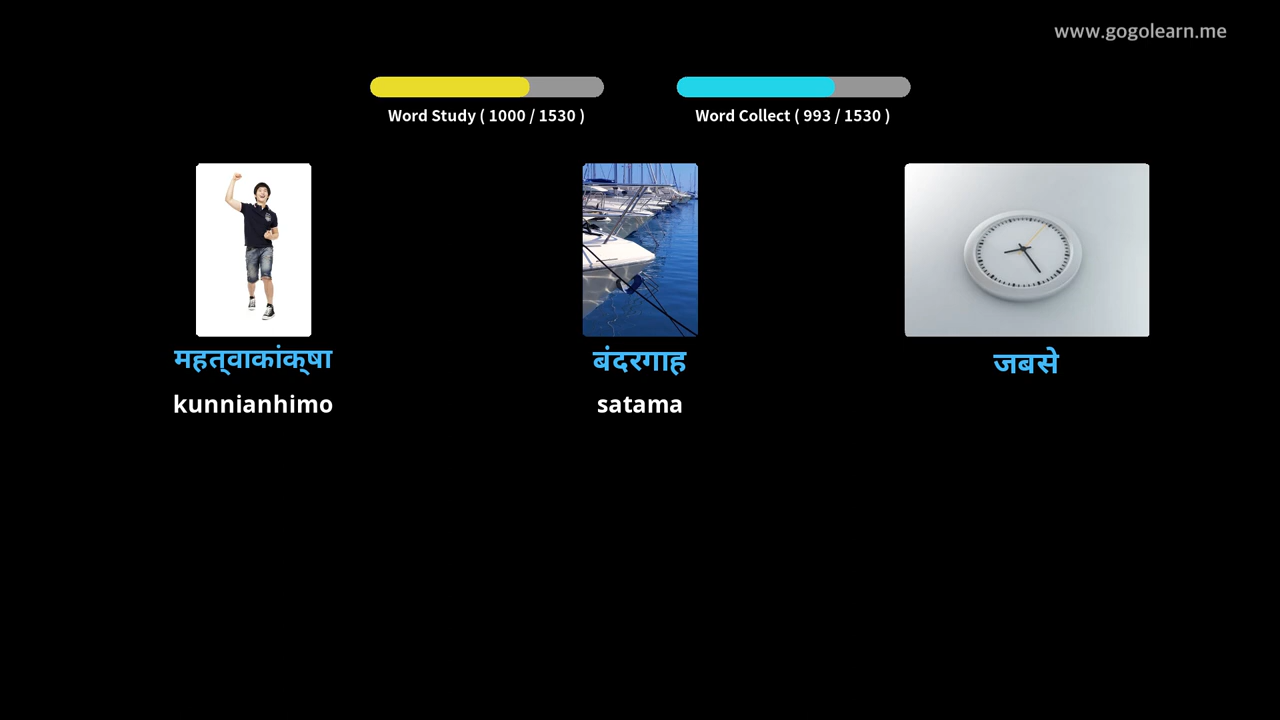 www.gogolearn.me
Word Study ( 1000 / 1530 )
Word Collect ( 993 / 1530 )
महत्‌वाकांक्‌षा
kunnianhimo
बंदरगाह
satama
जबसे